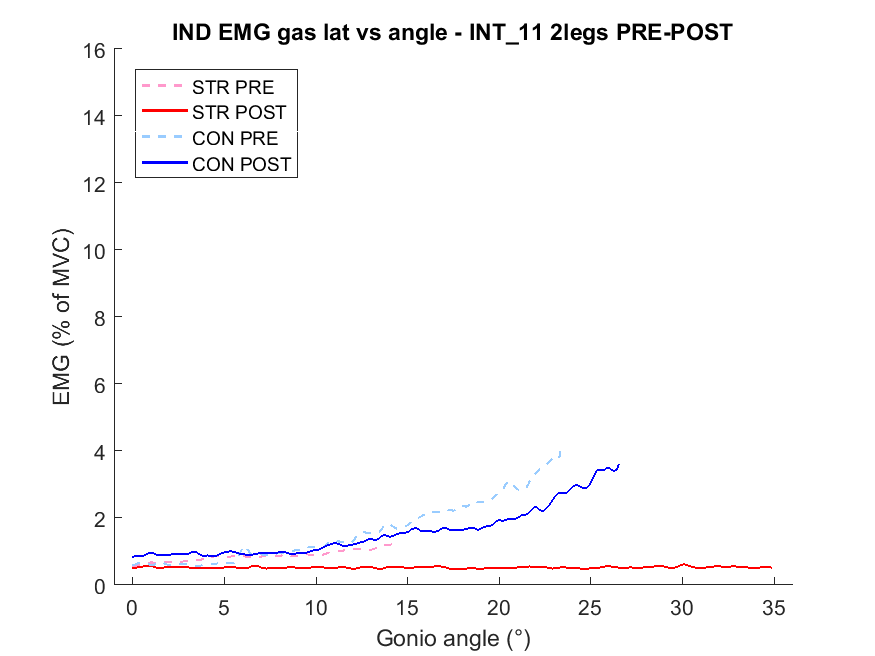 IND EMG gas lat vs angle - INT_11 2legs PRE-POST
16
14
12
10
8
6
4
2
0
EMG (% of MVC)
STR PRE
STR POST
CON PRE
CON POST
0 5 10 15 20 25 30 35
Gonio angle (°)